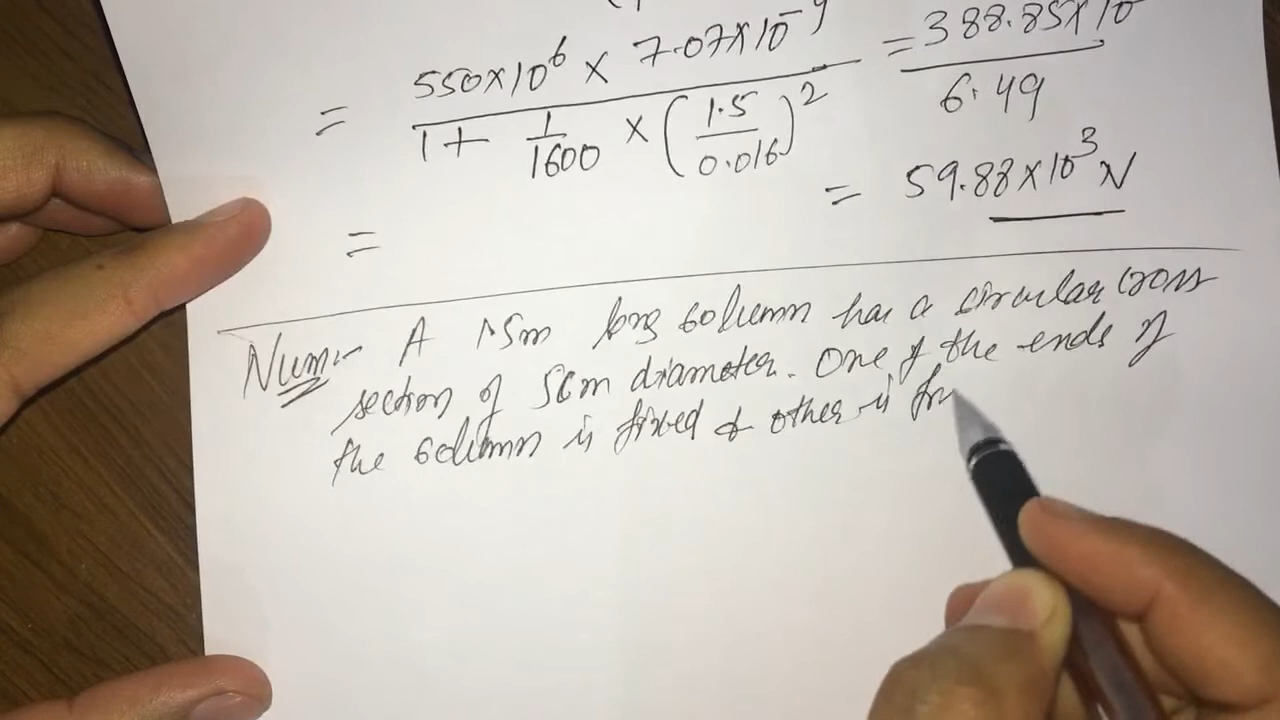 = 550×10⁶ × 7.07×10⁻⁴ / 1 + 1/1600 × (1.5/0.016)² = 388.85×10 / 6.49
= 59.88×10³ N
=
Num:- A 1.5m long column has a circular cross
section of 5cm diameter. One of the ends of
the column is fixed & other is fr